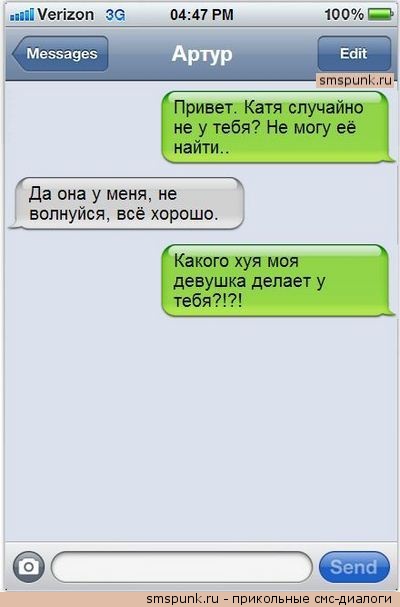 Verizon 3G 04:47 PM 100%
Messages Артур Edit
smspunk.ru
Привет. Катя случайно
не у тебя? Не могу её
найти..
Да она у меня, не
волнуйся, всё хорошо.
Какого хуя моя
девушка делает у
тебя?!?!
Send
smspunk.ru - прикольные смс-диалоги